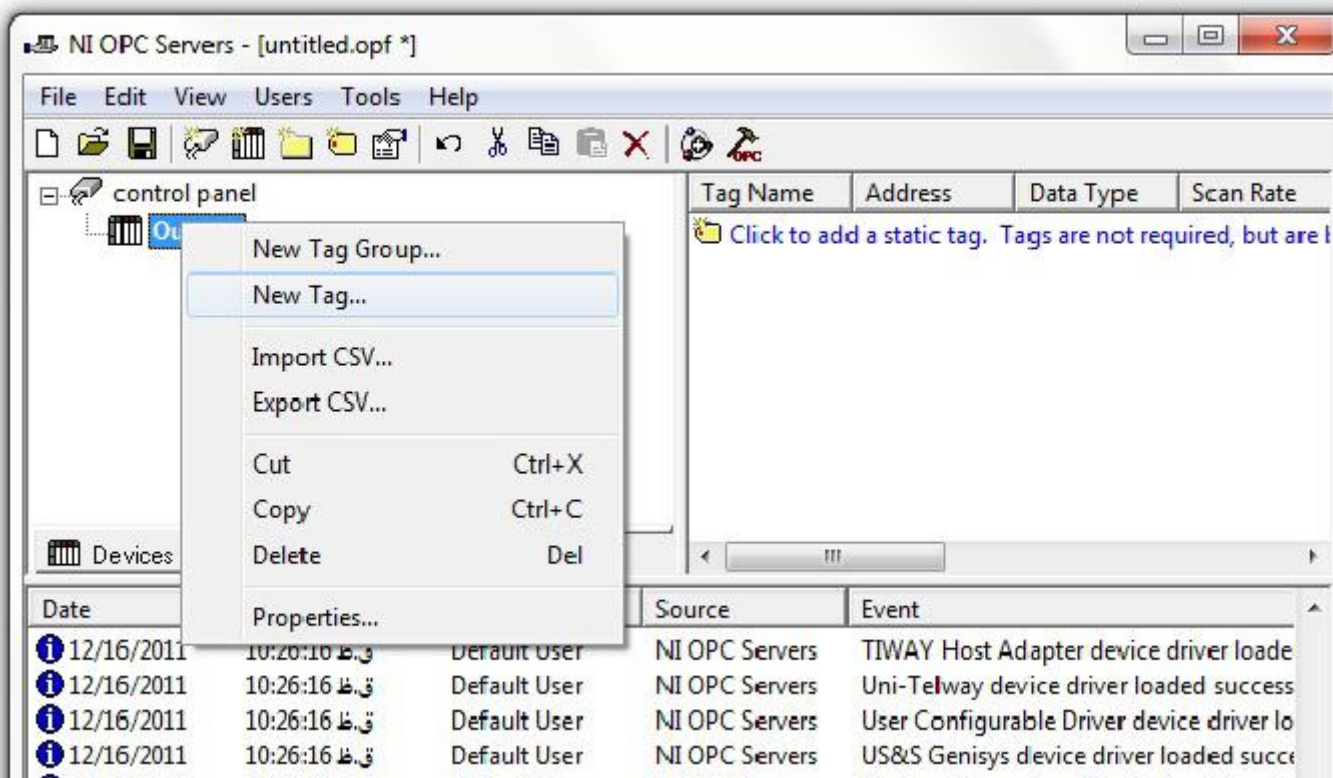 NI OPC Servers - [untitled.opf *]
File Edit View Users Tools Help
OPC
control panel
Tag Name Address Data Type Scan Rate
Click to add a static tag. Tags are not required, but are
New Tag Group...
New Tag...
Import CSV...
Export CSV...
Cut Ctrl+X
Copy Ctrl+C
Delete Del
Properties...
Devices
Date Source Event
12/16/2011 10:26:16 ق.ظ Default User NI OPC Servers TIWAY Host Adapter device driver loade
12/16/2011 10:26:16 ق.ظ Default User NI OPC Servers Uni-Telway device driver loaded success
12/16/2011 10:26:16 ق.ظ Default User NI OPC Servers User Configurable Driver device driver lo
12/16/2011 10:26:16 ق.ظ Default User NI OPC Servers US&S Genisys device driver loaded succe